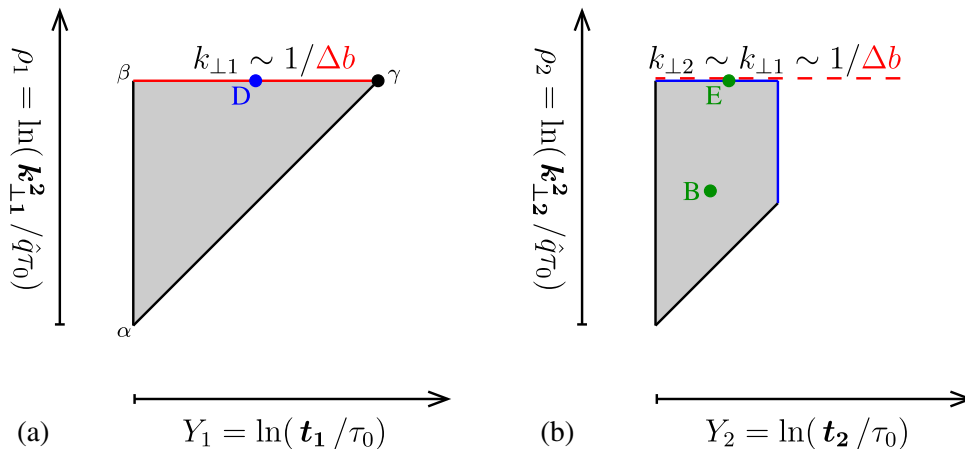 ρ₁ = ln(k²⊥1/q̂τ₀)
k⊥1 ∼ 1/Δb
β
γ
D
α
(a)
Y₁ = ln( t₁ /τ₀)
ρ₂ = ln(k²⊥2/q̂τ₀)
k⊥2 ∼ k⊥1 ∼ 1/Δb
E
B
(b)
Y₂ = ln( t₂ /τ₀)